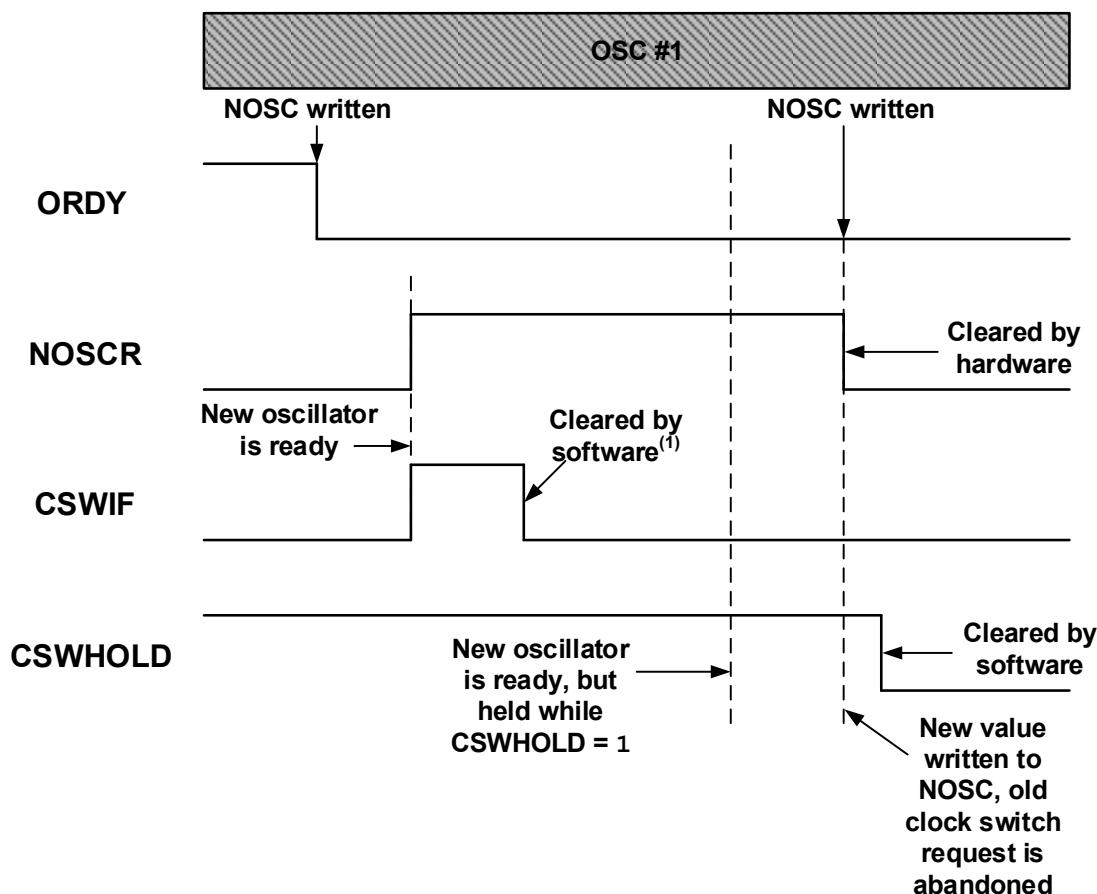 OSC #1
NOSC written
NOSC written
ORDY
NOSCR
Cleared by
hardware
New oscillator
is ready
Cleared by
software(1)
CSWIF
CSWHOLD
New oscillator
is ready, but
held while
CSWHOLD = 1
Cleared by
software
New value
written to
NOSC, old
clock switch
request is
abandoned